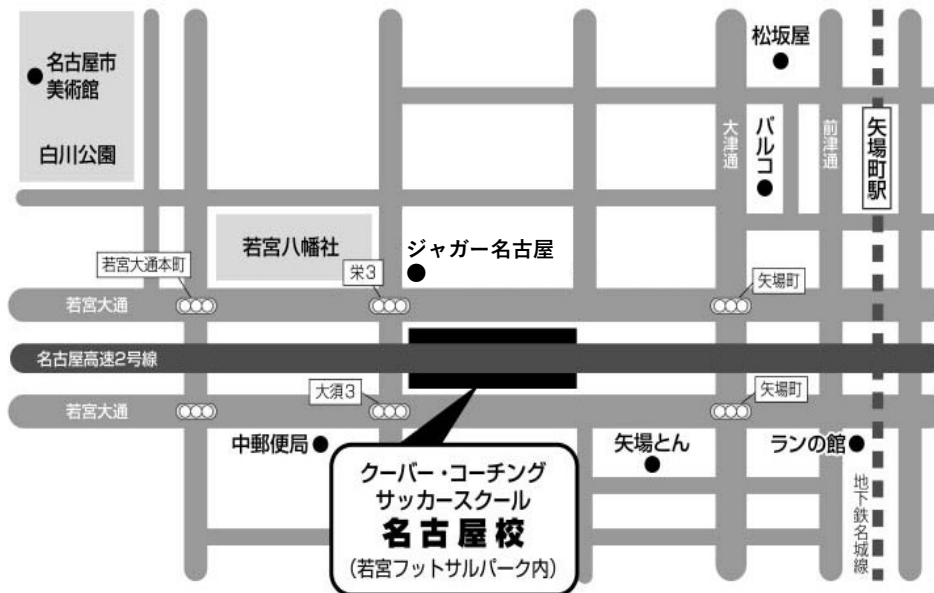 松坂屋
名古屋市
美術館
白川公園
大津通
パルコ
前津通
矢場町駅
若宮八幡社
ジャガー名古屋
若宮大通本町
栄3
矢場町
若宮大通
名古屋高速2号線
大須3
矢場町
若宮大通
中郵便局
矢場とん
ランの館
クーバー・コーチング
サッカースクール
名古屋校
(若宮フットサルパーク内)
地下鉄名城線